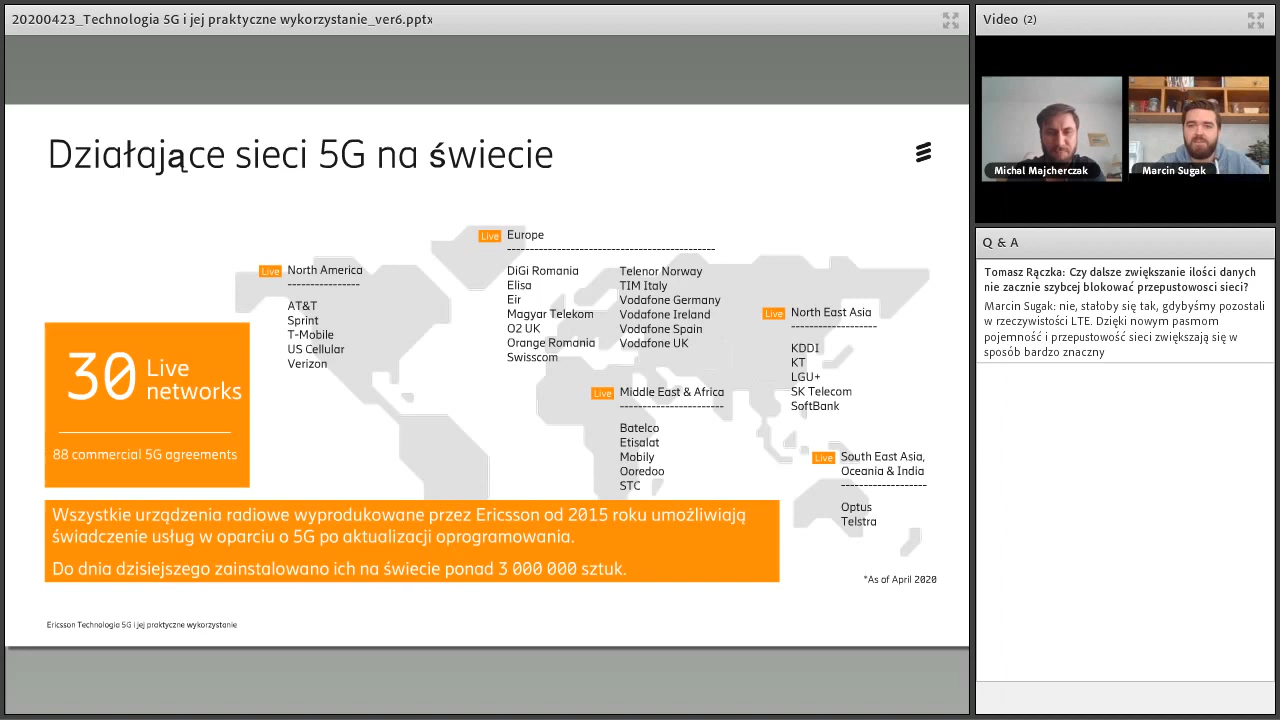 20200423_Technologia 5G i jej praktyczne wykorzystanie_ver6.pptx
Działające sieci 5G na świecie
Live
Europe
---------------------------------------------
DiGi Romania
Elisa
Eir
Magyar Telekom
O2 UK
Orange Romania
Swisscom
Telenor Norway
TIM Italy
Vodafone Germany
Vodafone Ireland
Vodafone Spain
Vodafone UK
Live
North America
----------------
AT&T
Sprint
T-Mobile
US Cellular
Verizon
Live
North East Asia
-------------------
KDDI
KT
LGU+
SK Telecom
SoftBank
30 Live
networks
88 commercial 5G agreements
Live
Middle East & Africa
-----------------------
Batelco
Etisalat
Mobily
Ooredoo
STC
Live
South East Asia,
Oceania & India
-------------------
Optus
Telstra
Wszystkie urządzenia radiowe wyprodukowane przez Ericsson od 2015 roku umożliwiają
świadczenie usług w oparciu o 5G po aktualizacji oprogramowania.
Do dnia dzisiejszego zainstalowano ich na świecie ponad 3 000 000 sztuk.
*As of April 2020
Ericsson Technologia 5G i jej praktyczne wykorzystanie
Video (2)
Michal Majcherczak
Marcin Sugak
Q & A
Tomasz Rączka: Czy dalsze zwiększanie ilości danych
nie zacznie szybcej blokować przepustowosci sieci?
Marcin Sugak: nie, stałoby się tak, gdybyśmy pozostali
w rzeczywistości LTE. Dzięki nowym pasmom
pojemność i przepustowość sieci zwiększają się w
sposób bardzo znaczny